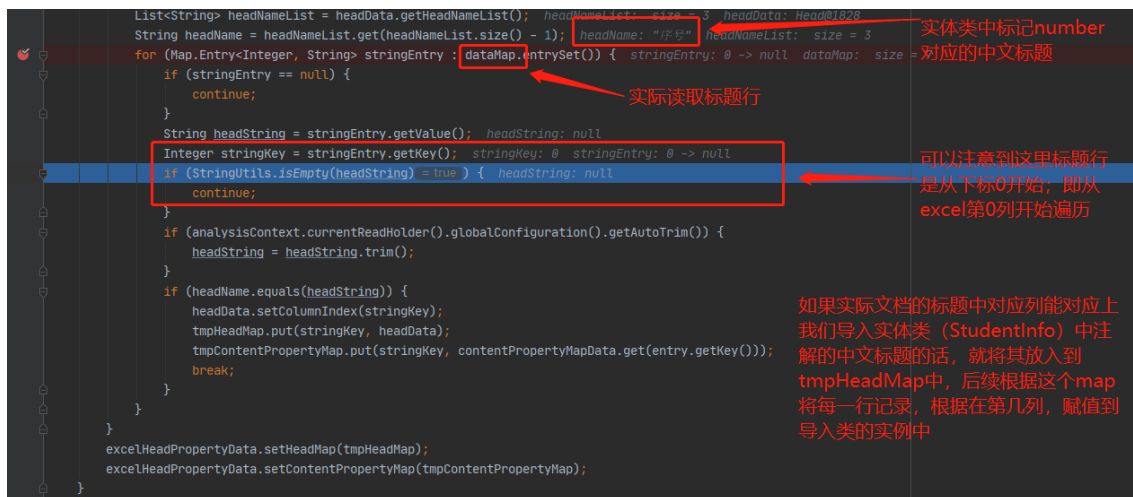 List<String> headNameList = headData.getHeadNameList(); headNameList: size = 3 headData: Head@1828
String headName = headNameList.get(headNameList.size() - 1); headName: "序号" headNameList: size = 3
for (Map.Entry<Integer, String> stringEntry : dataMap.entrySet()) { stringEntry: 0 -> null dataMap: size =
if (stringEntry == null) {
continue;
}
String headString = stringEntry.getValue(); headString: null
Integer stringKey = stringEntry.getKey(); stringKey: 0 stringEntry: 0 -> null
if (StringUtils.isEmpty(headString) = true ) { headString: null
continue;
}
if (analysisContext.currentReadHolder().globalConfiguration().getAutoTrim()) {
headString = headString.trim();
}
if (headName.equals(headString)) {
headData.setColumnIndex(stringKey);
tmpHeadMap.put(stringKey, headData);
tmpContentPropertyMap.put(stringKey, contentPropertyMapData.get(entry.getKey()));
break;
}
}
}
excelHeadPropertyData.setHeadMap(tmpHeadMap);
excelHeadPropertyData.setContentPropertyMap(tmpContentPropertyMap);
}
实体类中标记number
对应的中文标题
实际读取标题行
可以注意到这里标题行
是从下标0开始；即从
excel第0列开始遍历
如果实际文档的标题中对应列能对应上
我们导入实体类（StudentInfo）中注
解的中文标题的话，就将其放入到
tmpHeadMap中，后续根据这个map
将每一行记录，根据在第几列，赋值到
导入类的实例中